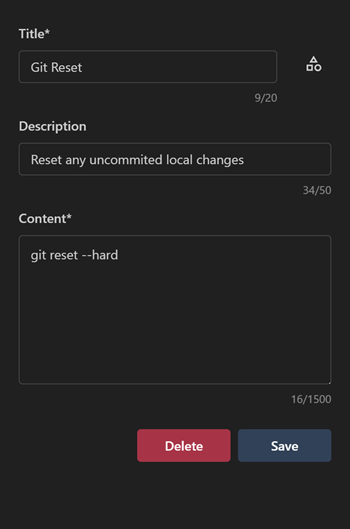 Title*
Git Reset
9/20
Description
Reset any uncommited local changes
34/50
Content*
git reset --hard
16/1500
Delete
Save